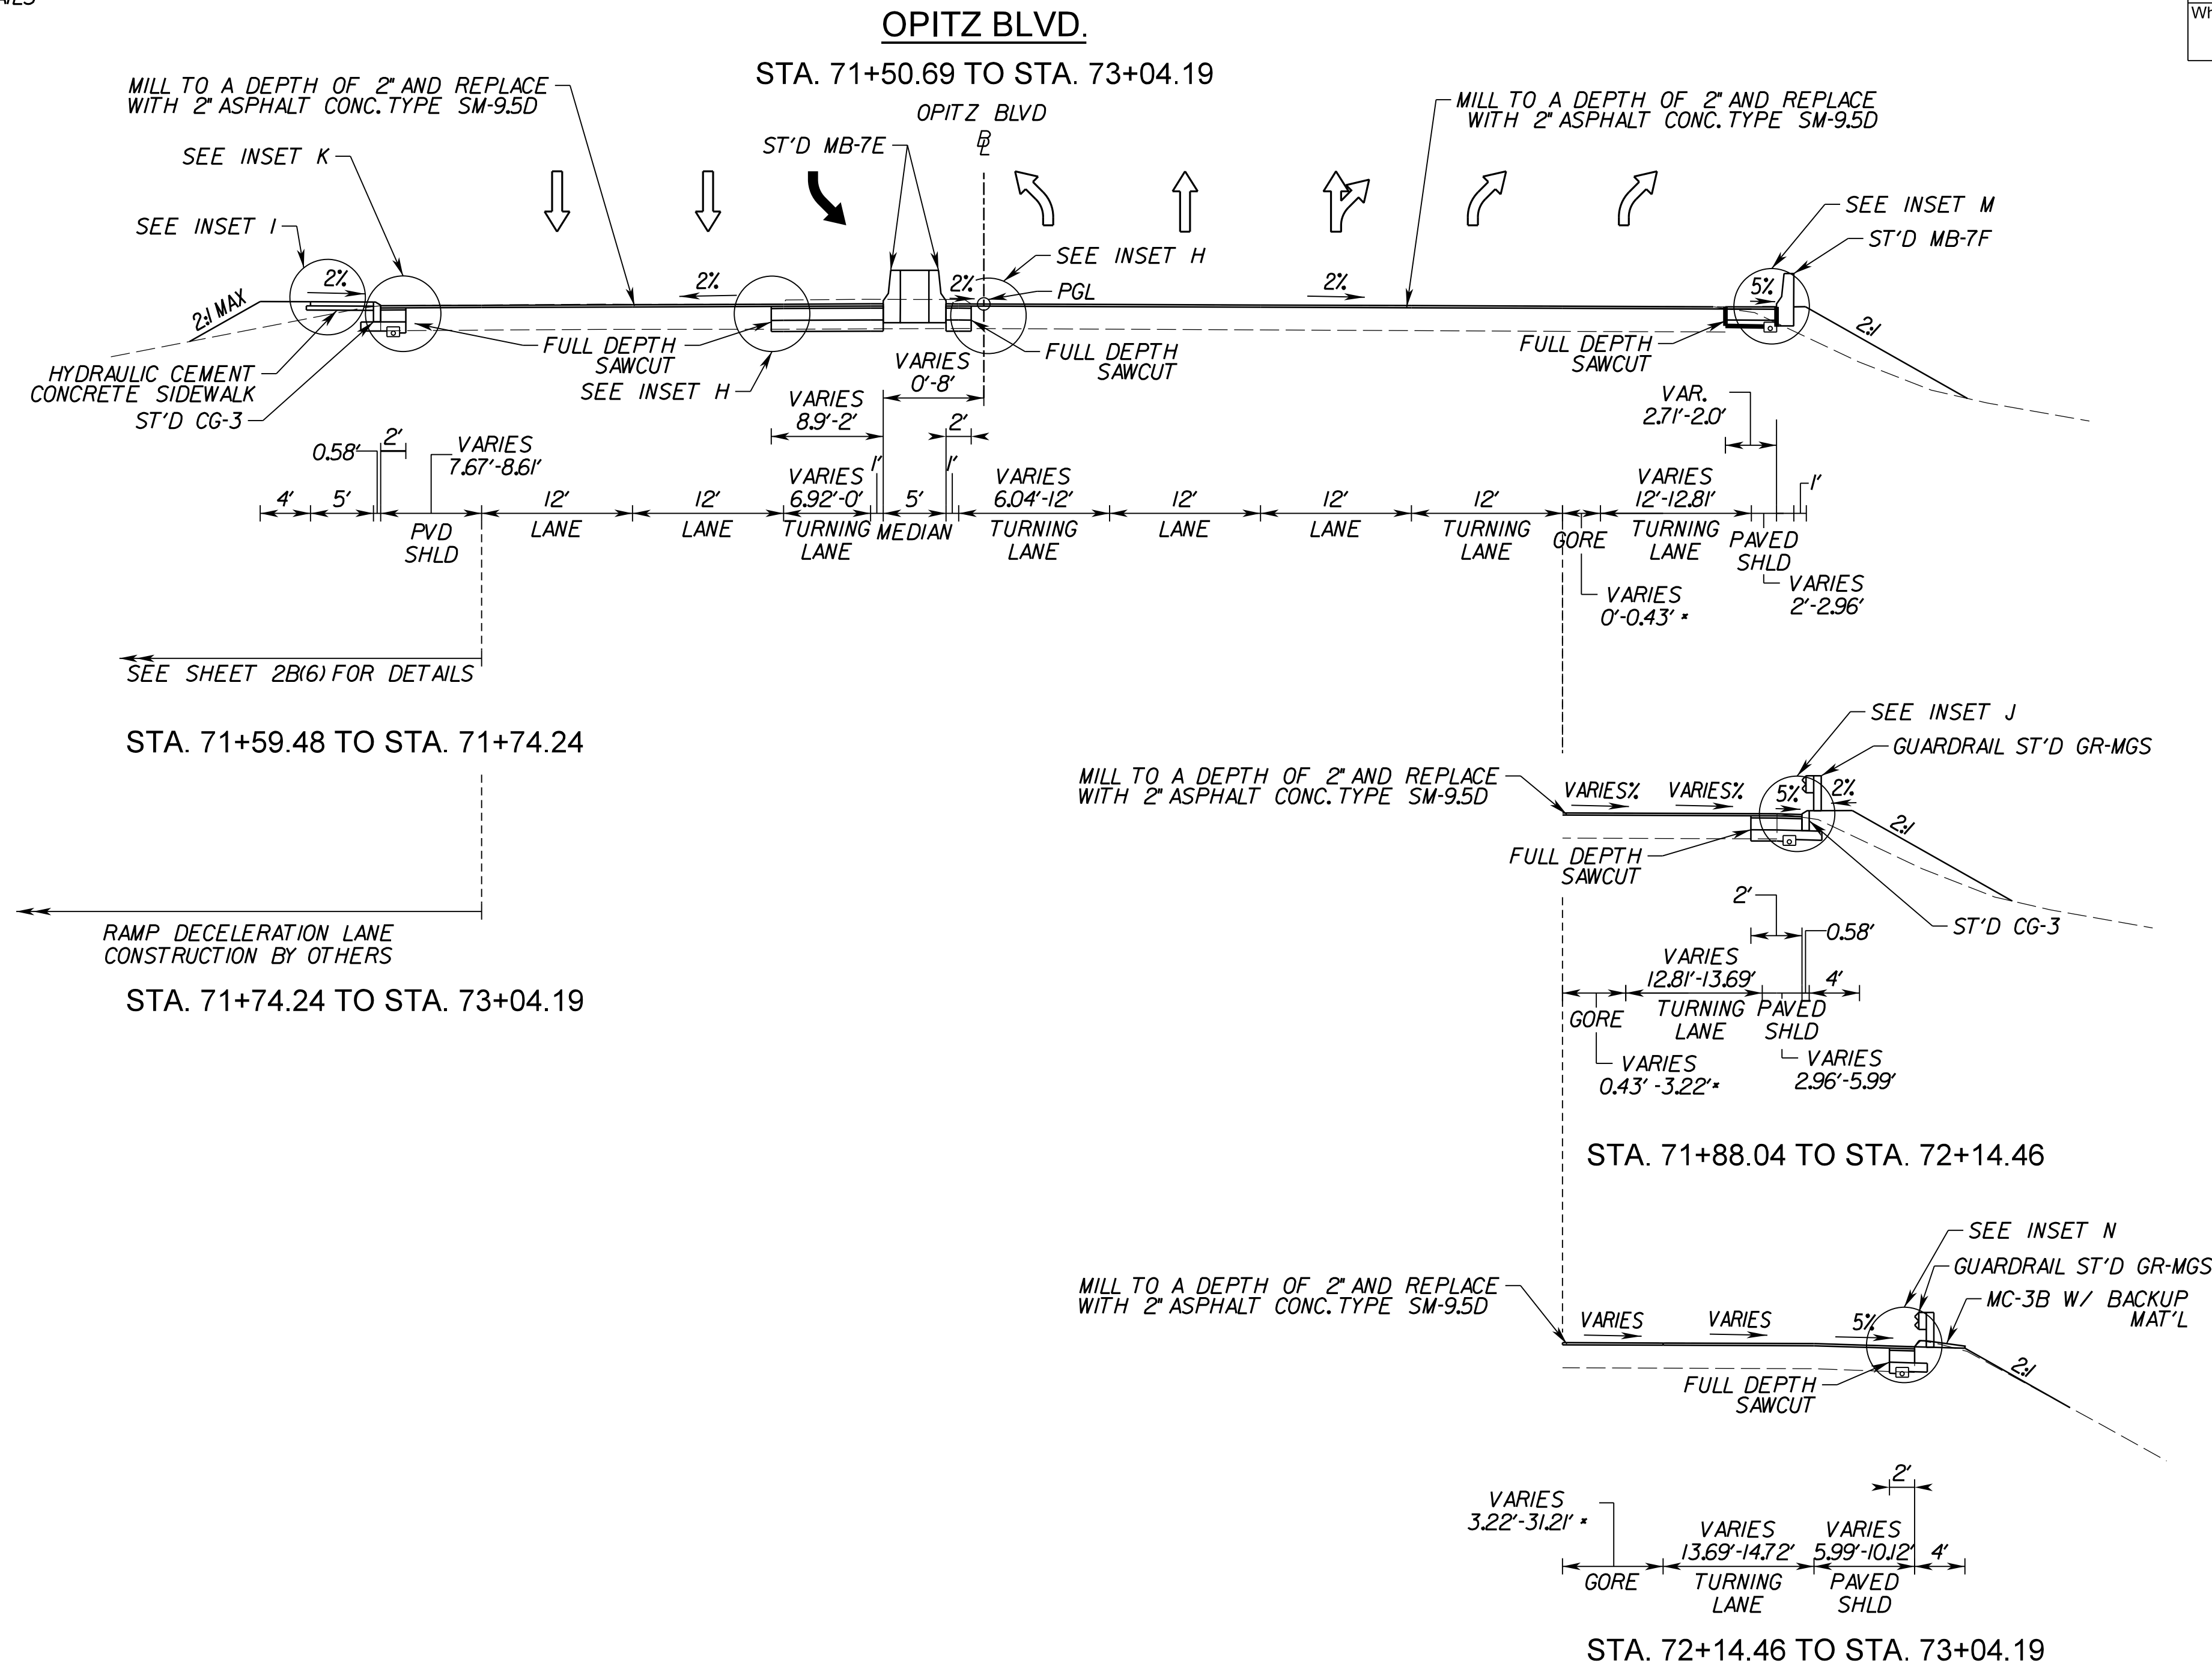 OPITZ BLVD.
STA. 71+50.69 TO STA. 73+04.19
OPITZ BLVD
MILL TO A DEPTH OF 2" AND REPLACE
WITH 2" ASPHALT CONC. TYPE SM-9.5D
SEE INSET K
SEE INSET I
ST'D MB-7E
MILL TO A DEPTH OF 2" AND REPLACE
WITH 2" ASPHALT CONC. TYPE SM-9.5D
SEE INSET M
ST'D MB-7F
SEE INSET H
PGL
2:1 MAX
2%
2%
2%
2%
5%
2:1
HYDRAULIC CEMENT
CONCRETE SIDEWALK
ST'D CG-3
FULL DEPTH
SAWCUT
SEE INSET H
FULL DEPTH
SAWCUT
FULL DEPTH
SAWCUT
VARIES
0'-8'
VARIES
8.9'-2'
2'
VAR.
2.71'-2.0'
0.58'
2'
VARIES
7.67'-8.61'
4'
5'
PVD
SHLD
12'
LANE
12'
LANE
VARIES
6.92'-0'
TURNING
LANE
1'
5'
MEDIAN
1'
VARIES
6.04'-12'
TURNING
LANE
12'
LANE
12'
LANE
12'
TURNING
LANE
GORE
VARIES
0'-0.43' *
VARIES
12'-12.81'
TURNING
LANE
PAVED
SHLD
VARIES
2'-2.96'
1'
SEE SHEET 2B(6) FOR DETAILS
STA. 71+59.48 TO STA. 71+74.24
RAMP DECELERATION LANE
CONSTRUCTION BY OTHERS
STA. 71+74.24 TO STA. 73+04.19
SEE INSET J
GUARDRAIL ST'D GR-MGS
MILL TO A DEPTH OF 2" AND REPLACE
WITH 2" ASPHALT CONC. TYPE SM-9.5D
VARIES%
VARIES%
5%
2%
2:1
FULL DEPTH
SAWCUT
ST'D CG-3
2'
0.58'
VARIES
12.81'-13.69'
4'
GORE
TURNING
LANE
PAVED
SHLD
VARIES
0.43' -3.22' *
VARIES
2.96'-5.99'
STA. 71+88.04 TO STA. 72+14.46
SEE INSET N
GUARDRAIL ST'D GR-MGS
MC-3B W/ BACKUP
MAT'L
MILL TO A DEPTH OF 2" AND REPLACE
WITH 2" ASPHALT CONC. TYPE SM-9.5D
VARIES
VARIES
5%
2:1
FULL DEPTH
SAWCUT
2'
VARIES
3.22'-31.21' *
VARIES
13.69'-14.72'
VARIES
5.99'-10.12'
4'
GORE
TURNING
LANE
PAVED
SHLD
STA. 72+14.46 TO STA. 73+04.19